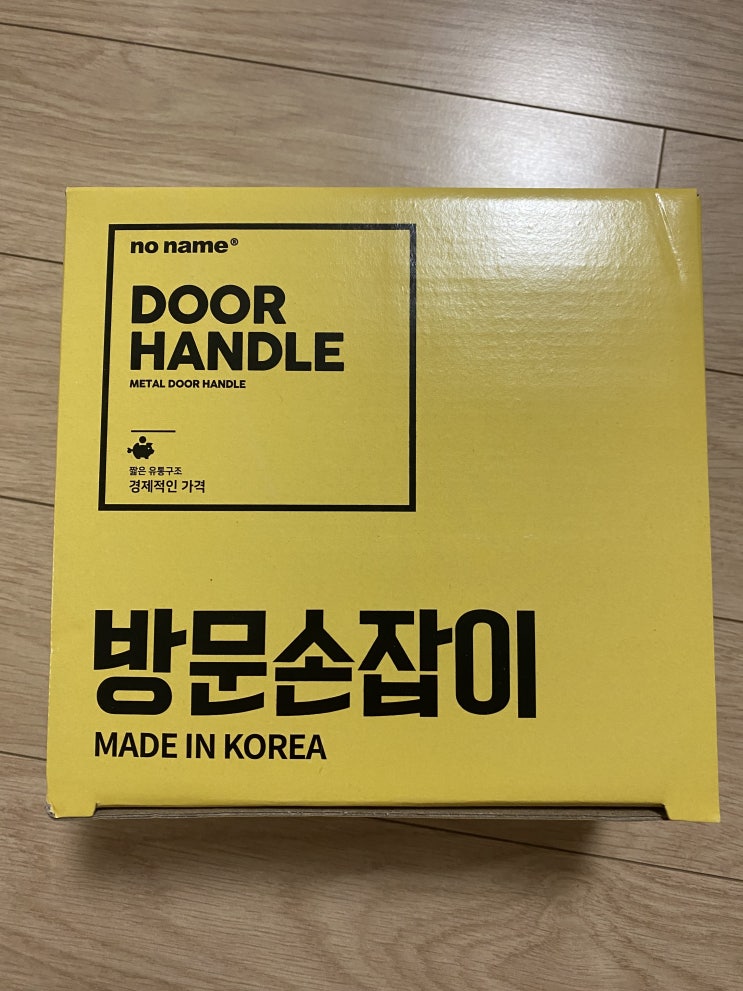 no name®
DOOR
HANDLE
METAL DOOR HANDLE
짧은 유통구조
경제적인 가격
방문손잡이
MADE IN KOREA